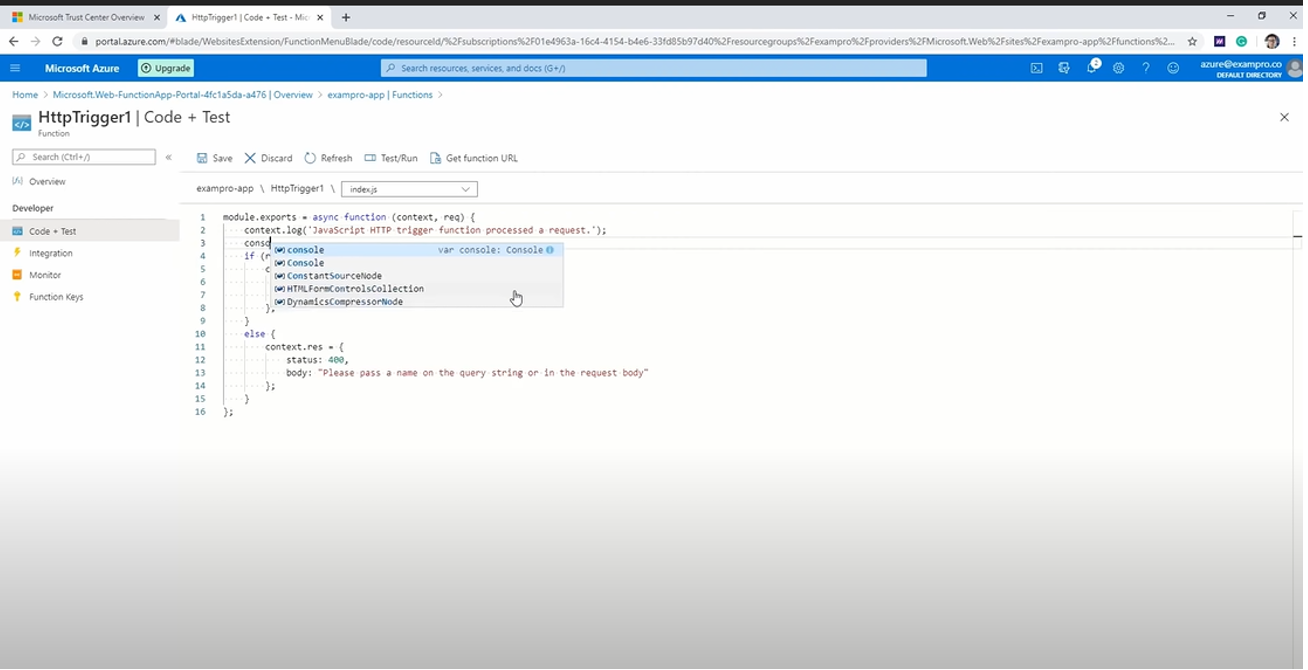 Microsoft Trust Center Overview
HttpTrigger1 | Code + Test - Mic
portal.azure.com/#blade/WebsitesExtension/FunctionMenuBlade/code/resourceId/%2Fsubscriptions%2F01e4963a-16c4-4154-b4e6-33fd85b97d40%2Fresourcegroups%2Fexampro%2Fproviders%2FMicrosoft.Web%2Fsites%2Fexampro-app%2Ffunctions%2...
Microsoft Azure
Upgrade
Search resources, services, and docs (G+/)
2
azure@exampro.co
DEFAULT DIRECTORY
Home > Microsoft.Web-FunctionApp-Portal-4fc1a5da-a476 | Overview > exampro-app | Functions >
HttpTrigger1 | Code + Test
Function
Search (Ctrl+/)
«
Save
Discard
Refresh
Test/Run
Get function URL
Overview
exampro-app \ HttpTrigger1 \ index.js
Developer
Code + Test
Integration
Monitor
Function Keys
1 module.exports = async function (context, req) {
2 context.log('JavaScript HTTP trigger function processed a request.');
3 conso
console var console: Console
4 if (r
Console
5 c
ConstantSourceNode
6
HTMLFormControlsCollection
7
DynamicsCompressorNode
8 };
9 }
10 else {
11 context.res = {
12 status: 400,
13 body: "Please pass a name on the query string or in the request body"
14 };
15 }
16 };